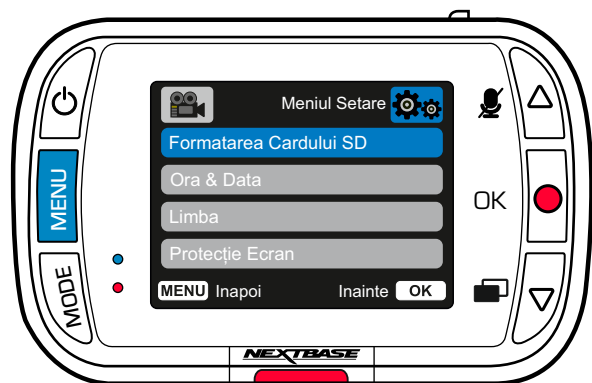 Meniul Setare
Formatarea Cardului SD
Ora & Data
Limba
Protecție Ecran
MENU Inapoi Inainte OK
MENU
MODE
OK
NEXTBASE